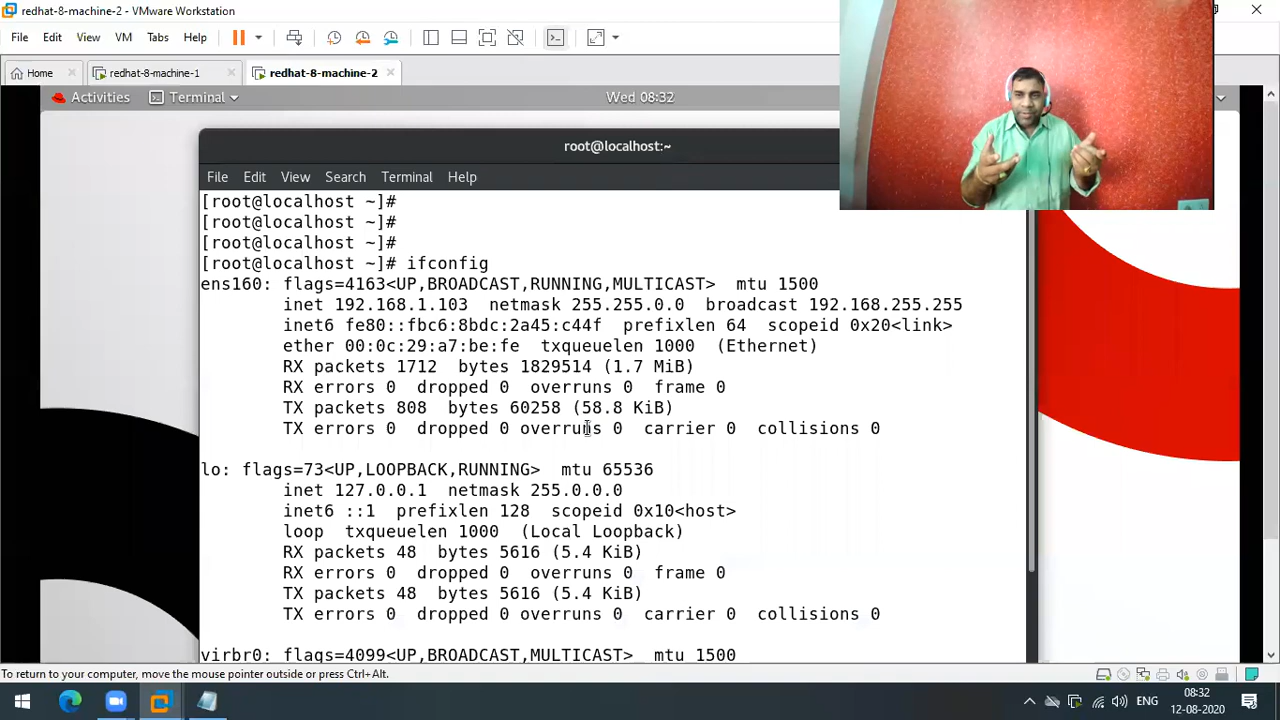 redhat-8-machine-2 - VMware Workstation
File Edit View VM Tabs Help
Home redhat-8-machine-1 redhat-8-machine-2
Activities Terminal Wed 08:32
root@localhost:~
File Edit View Search Terminal Help
[root@localhost ~]#
[root@localhost ~]#
[root@localhost ~]#
[root@localhost ~]# ifconfig
ens160: flags=4163<UP,BROADCAST,RUNNING,MULTICAST> mtu 1500
inet 192.168.1.103 netmask 255.255.0.0 broadcast 192.168.255.255
inet6 fe80::fbc6:8bdc:2a45:c44f prefixlen 64 scopeid 0x20<link>
ether 00:0c:29:a7:be:fe txqueuelen 1000 (Ethernet)
RX packets 1712 bytes 1829514 (1.7 MiB)
RX errors 0 dropped 0 overruns 0 frame 0
TX packets 808 bytes 60258 (58.8 KiB)
TX errors 0 dropped 0 overruns 0 carrier 0 collisions 0
lo: flags=73<UP,LOOPBACK,RUNNING> mtu 65536
inet 127.0.0.1 netmask 255.0.0.0
inet6 ::1 prefixlen 128 scopeid 0x10<host>
loop txqueuelen 1000 (Local Loopback)
RX packets 48 bytes 5616 (5.4 KiB)
RX errors 0 dropped 0 overruns 0 frame 0
TX packets 48 bytes 5616 (5.4 KiB)
TX errors 0 dropped 0 overruns 0 carrier 0 collisions 0
virbr0: flags=4099<UP,BROADCAST,MULTICAST> mtu 1500
To return to your computer, move the mouse pointer outside or press Ctrl+Alt.
ENG 08:32
12-08-2020